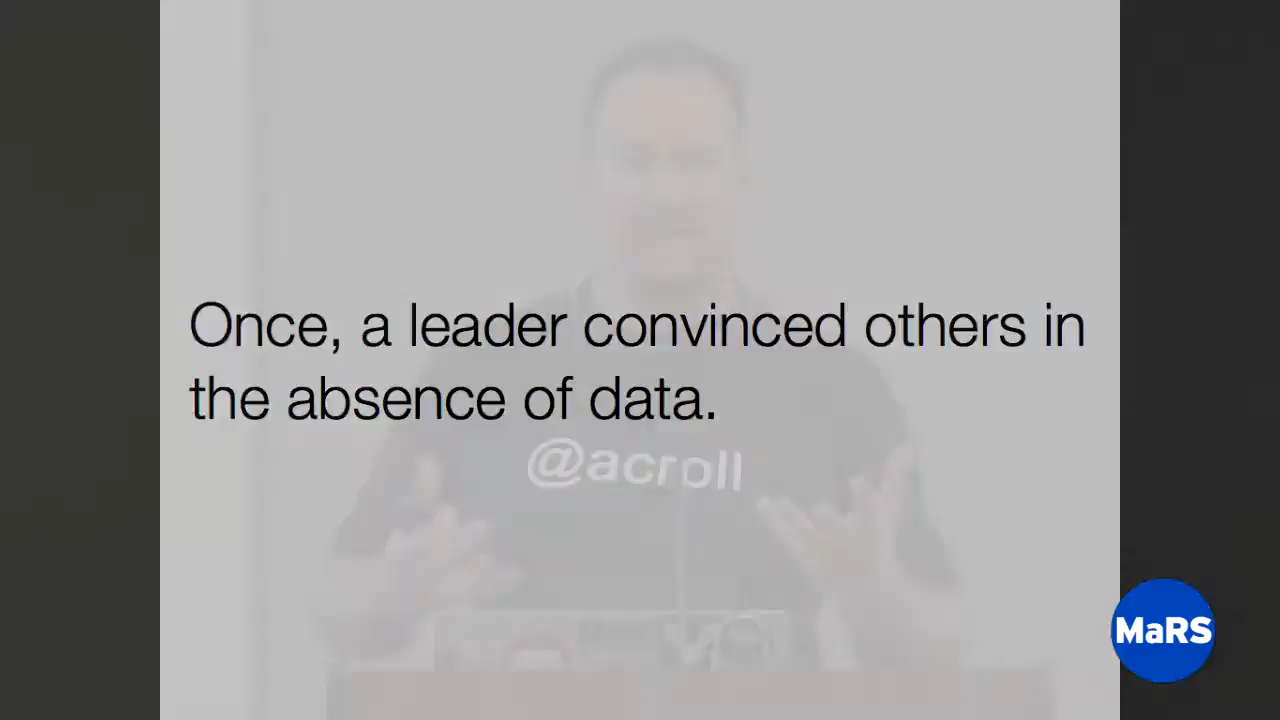 Once, a leader convinced others in
the absence of data.
@acroll
MaRS